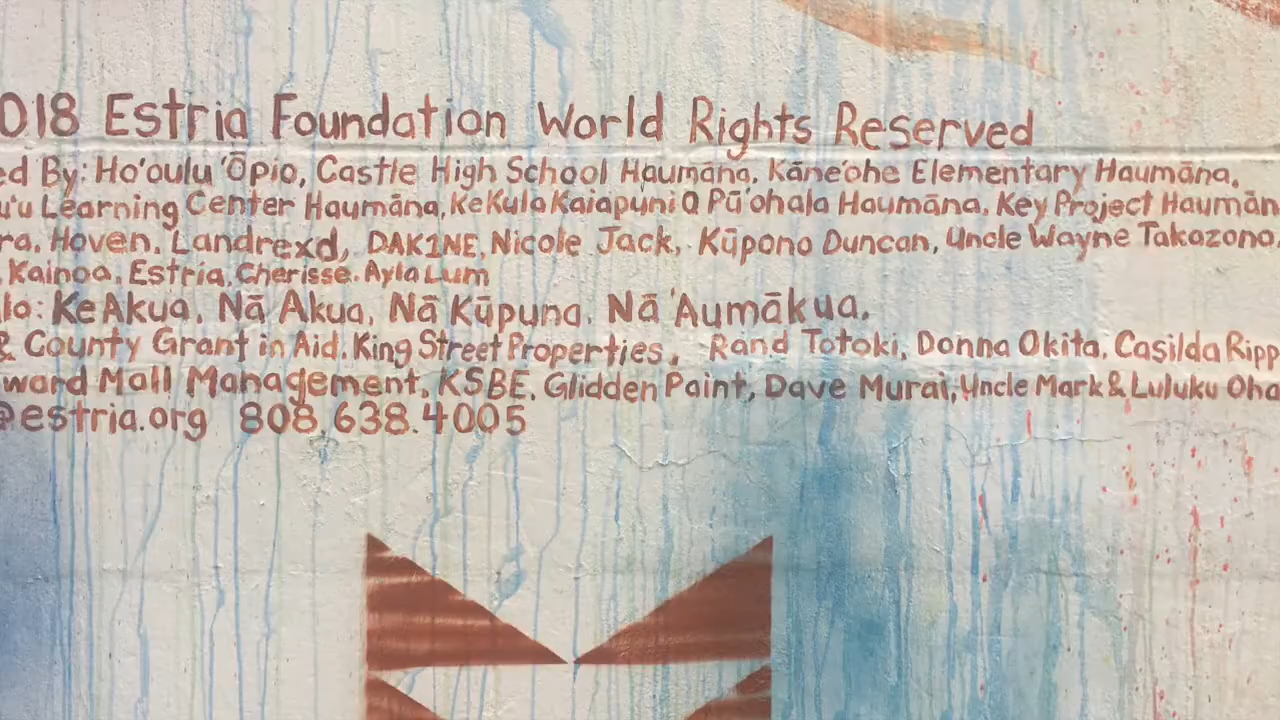 018 Estria Foundation World Rights Reserved
ed By: Ho'oulu 'Ōpio, Castle High School Haumāna, Kāne'ohe Elementary Haumāna,
u'u Learning Center Haumāna, Ke Kula Kaiapuni O Pū'ohala Haumāna, Key Project Haumān
ra, Hoven, Landrexd, DAK1NE, Nicole Jack, Kūpono Duncan, Uncle Wayne Takazono,
, Kainoa, Estria, Cherisse, Ayla Lum
lo: Ke Akua, Nā Akua, Nā Kūpuna, Nā 'Aumākua,
& County Grant in Aid, King Street Properties, Rand Totoki, Donna Okita, Casilda Ripp
ward Mall Management, KSBE, Glidden Paint, Dave Murai, Uncle Mark & Luluku Oha
@estria.org 808.638.4005